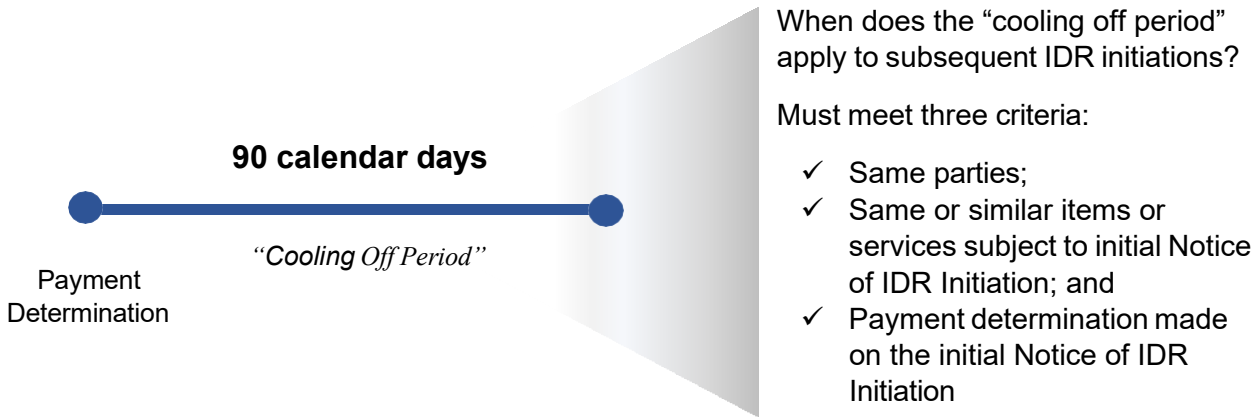 90 calendar days
“Cooling Off Period”
Payment
Determination
When does the “cooling off period”
apply to subsequent IDR initiations?
Must meet three criteria:
✓ Same parties;
✓ Same or similar items or
services subject to initial Notice
of IDR Initiation; and
✓ Payment determination made
on the initial Notice of IDR
Initiation